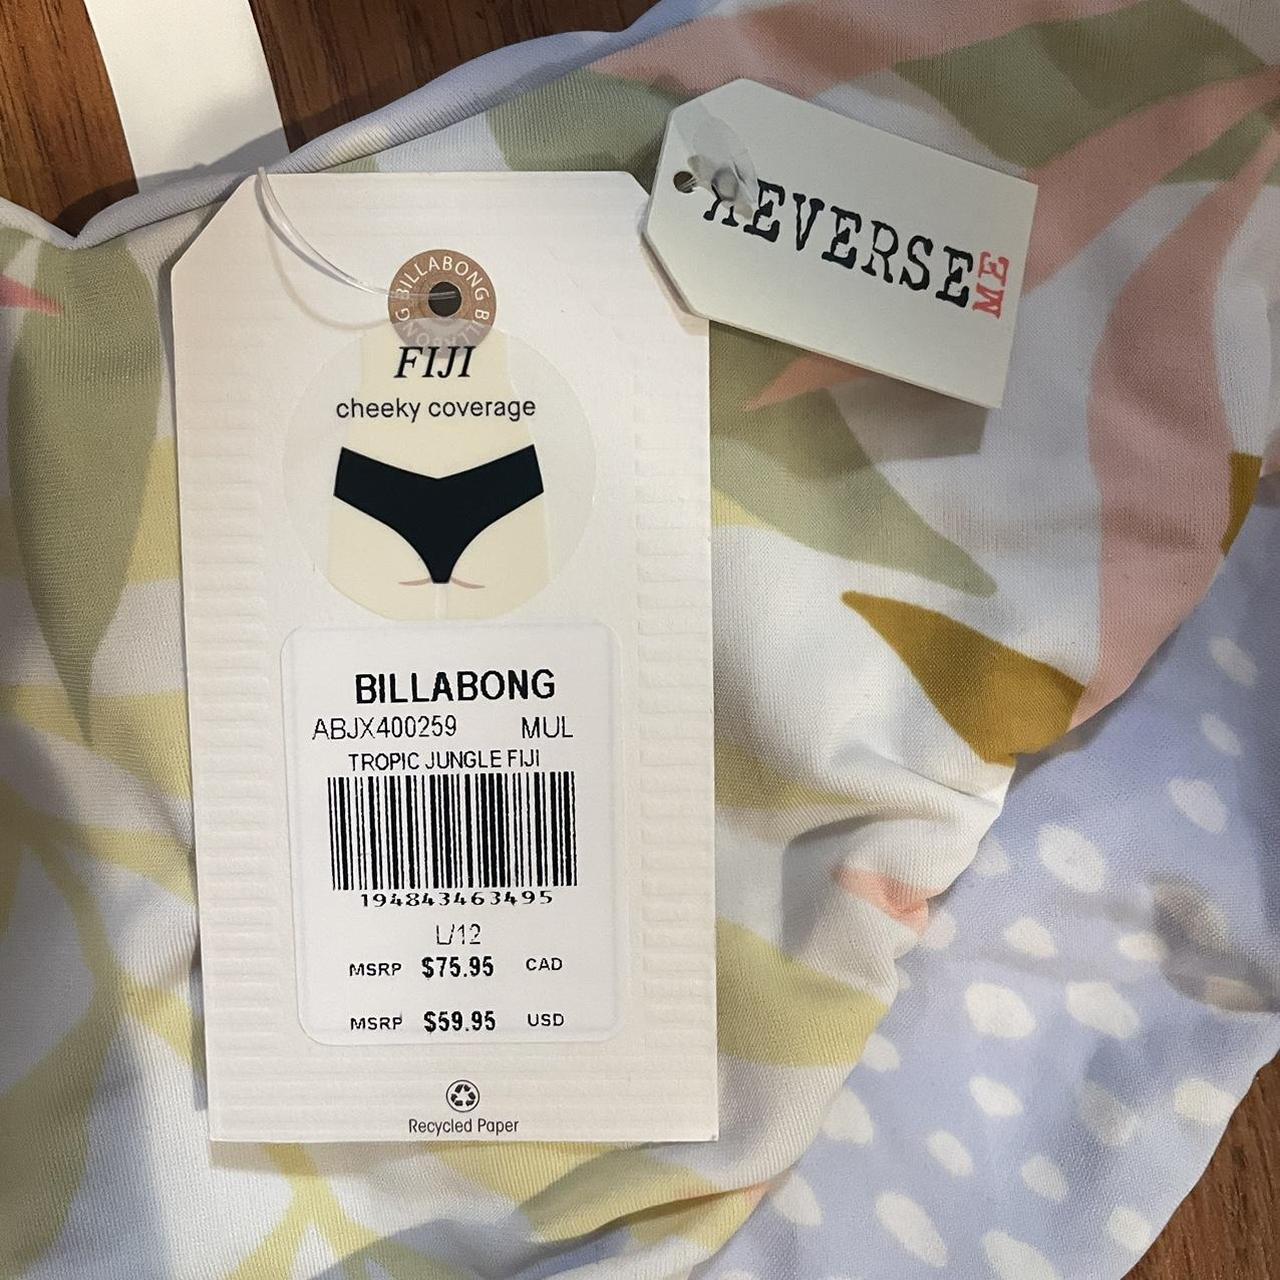 BILLABONG BILLABONG
FIJI
cheeky coverage
BILLABONG
ABJX400259 MUL
TROPIC JUNGLE FIJI
194843463495
L/12
MSRP $75.95 CAD
MSRP $59.95 USD
Recycled Paper
REVERSE
ME